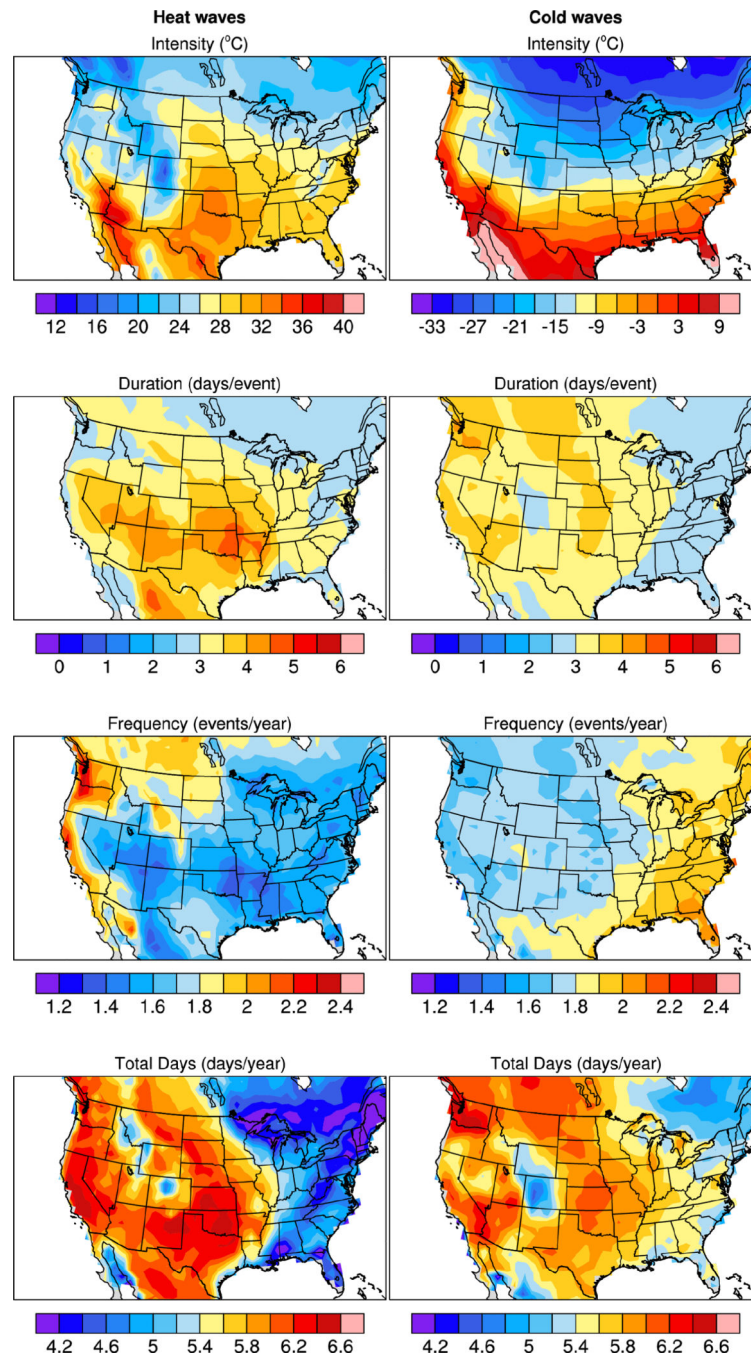 Heat waves
Cold waves
Intensity (°C)
Intensity (°C)
12 16 20 24 28 32 36 40
-33 -27 -21 -15 -9 -3 3 9
Duration (days/event)
Duration (days/event)
0 1 2 3 4 5 6
0 1 2 3 4 5 6
Frequency (events/year)
Frequency (events/year)
1.2 1.4 1.6 1.8 2 2.2 2.4
1.2 1.4 1.6 1.8 2 2.2 2.4
Total Days (days/year)
Total Days (days/year)
4.2 4.6 5 5.4 5.8 6.2 6.6
4.2 4.6 5 5.4 5.8 6.2 6.6